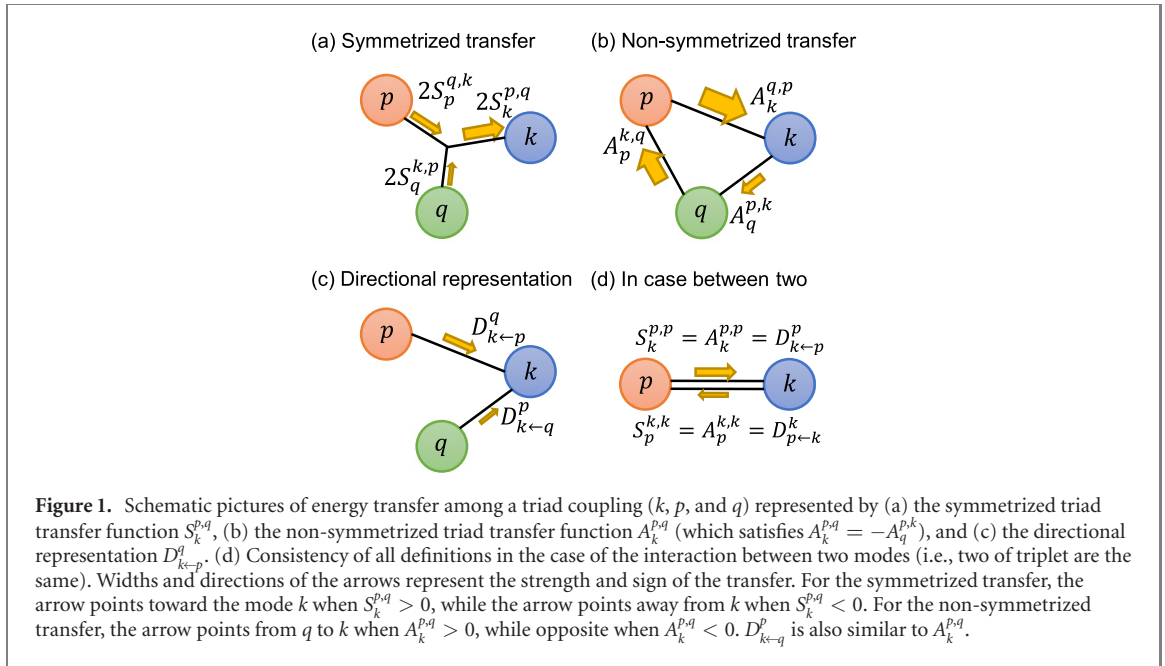 (a) Symmetrized transfer
(b) Non-symmetrized transfer
p
2S_p^{q,k}
2S_k^{p,q}
k
2S_q^{k,p}
q
p
A_k^{q,p}
k
A_p^{k,q}
q
A_q^{p,k}
(c) Directional representation
(d) In case between two
p
D_{k←p}^q
k
D_{k←q}^p
q
S_k^{p,p} = A_k^{p,p} = D_{k←p}^p
p
k
S_p^{k,k} = A_p^{k,k} = D_{p←k}^k
Figure 1. Schematic pictures of energy transfer among a triad coupling (k, p, and q) represented by (a) the symmetrized triad
transfer function S_k^{p,q}, (b) the non-symmetrized triad transfer function A_k^{p,q} (which satisfies A_k^{p,q} = −A_q^{p,k}), and (c) the directional
representation D_{k←p}^q. (d) Consistency of all definitions in the case of the interaction between two modes (i.e., two of triplet are the
same). Widths and directions of the arrows represent the strength and sign of the transfer. For the symmetrized transfer, the
arrow points toward the mode k when S_k^{p,q} > 0, while the arrow points away from k when S_k^{p,q} < 0. For the non-symmetrized
transfer, the arrow points from q to k when A_k^{p,q} > 0, while opposite when A_k^{p,q} < 0. D_{k←q}^p is also similar to A_k^{p,q}.